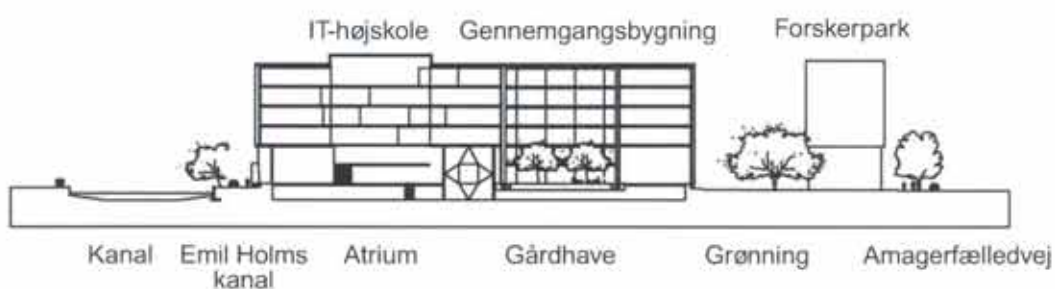 IT-højskole Gennemgangsbygning Forskerpark
Kanal Emil Holms kanal Atrium Gårdhave Grønning Amagerfælledvej